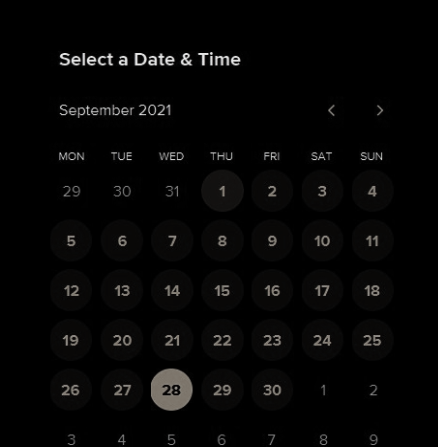 Select a Date & Time
September 2021
MON TUE WED THU FRI SAT SUN
29 30 31 1 2 3 4
5 6 7 8 9 10 11
12 13 14 15 16 17 18
19 20 21 22 23 24 25
26 27 28 29 30 1 2
3 4 5 6 7 8 9